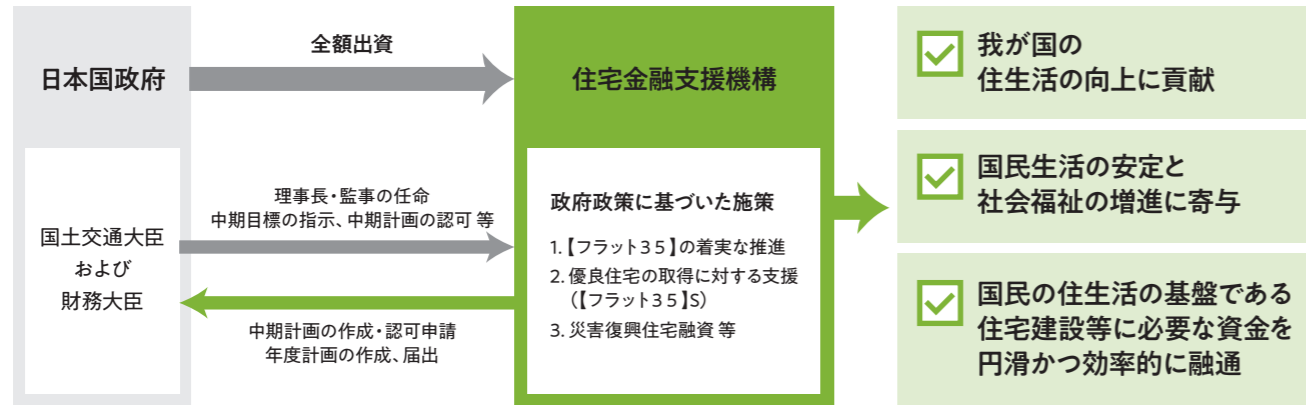 日本国政府
全額出資
住宅金融支援機構
国土交通大臣
および
財務大臣
理事長・監事の任命
中期目標の指示、中期計画の認可 等
中期計画の作成・認可申請
年度計画の作成、届出
政府政策に基づいた施策
1.【フラット35】の着実な推進
2. 優良住宅の取得に対する支援
(【フラット35】S)
3. 災害復興住宅融資 等
我が国の
住生活の向上に貢献
国民生活の安定と
社会福祉の増進に寄与
国民の住生活の基盤である
住宅建設等に必要な資金を
円滑かつ効率的に融通